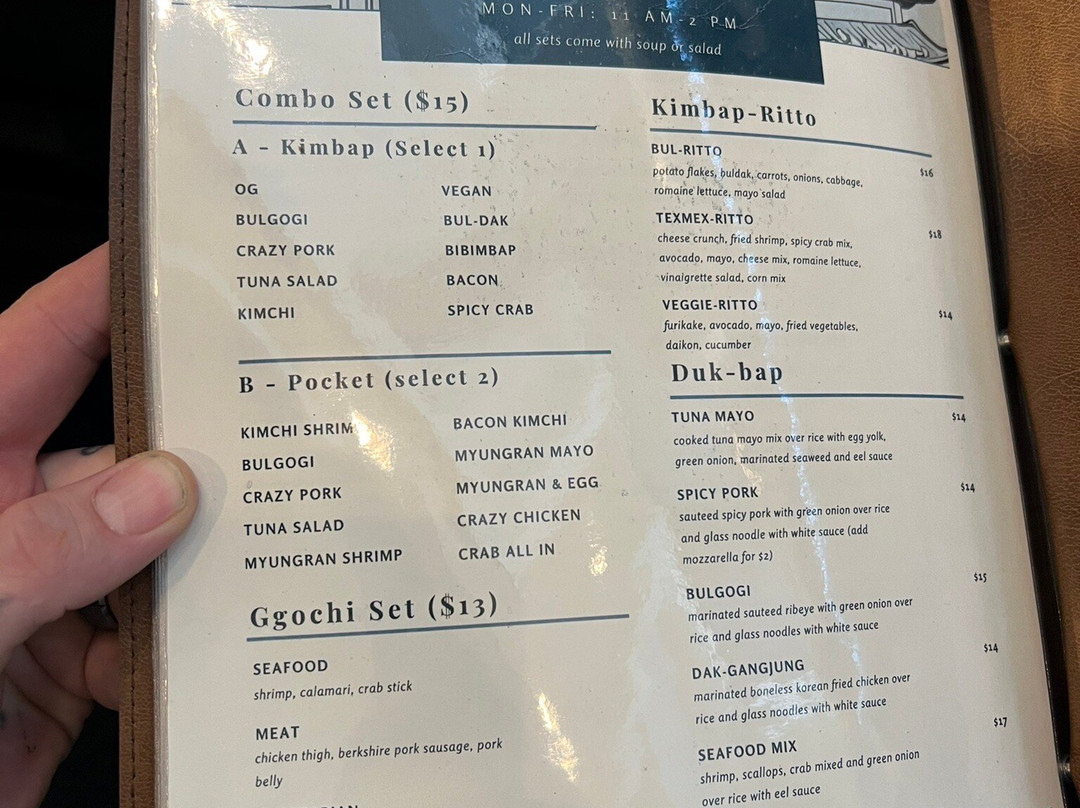 MON-FRI: 11 AM-2 PM
all sets come with soup or salad
Combo Set ($15)
A - Kimbap (Select 1)
OG
BULGOGI
CRAZY PORK
TUNA SALAD
KIMCHI
VEGAN
BUL-DAK
BIBIMBAP
BACON
SPICY CRAB
B - Pocket (select 2)
KIMCHI SHRIM
BULGOGI
CRAZY PORK
TUNA SALAD
MYUNGRAN SHRIMP
BACON KIMCHI
MYUNGRAN MAYO
MYUNGRAN & EGG
CRAZY CHICKEN
CRAB ALL IN
Ggochi Set ($13)
SEAFOOD
shrimp, calamari, crab stick
MEAT
chicken thigh, berkshire pork sausage, pork
belly
Kimbap-Ritto
BUL-RITTO $16
potato flakes, buldak, carrots, onions, cabbage,
romaine lettuce, mayo salad
TEXMEX-RITTO $18
cheese crunch, fried shrimp, spicy crab mix,
avocado, mayo, cheese mix, romaine lettuce,
vinaigrette salad, corn mix
VEGGIE-RITTO $14
furikake, avocado, mayo, fried vegetables,
daikon, cucumber
Duk-bap
TUNA MAYO $14
cooked tuna mayo mix over rice with egg yolk,
green onion, marinated seaweed and eel sauce
SPICY PORK $14
sauteed spicy pork with green onion over rice
and glass noodle with white sauce (add
mozzarella for $2)
BULGOGI $15
marinated sauteed ribeye with green onion over
rice and glass noodles with white sauce
DAK-GANGJUNG $14
marinated boneless korean fried chicken over
rice and glass noodles with white sauce
SEAFOOD MIX $17
shrimp, scallops, crab mixed and green onion
over rice with eel sauce